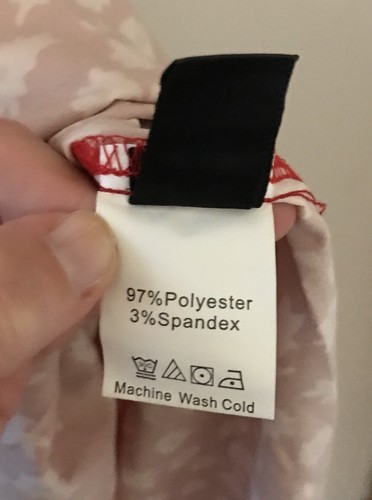 97%Polyester
3%Spandex
Machine Wash Cold